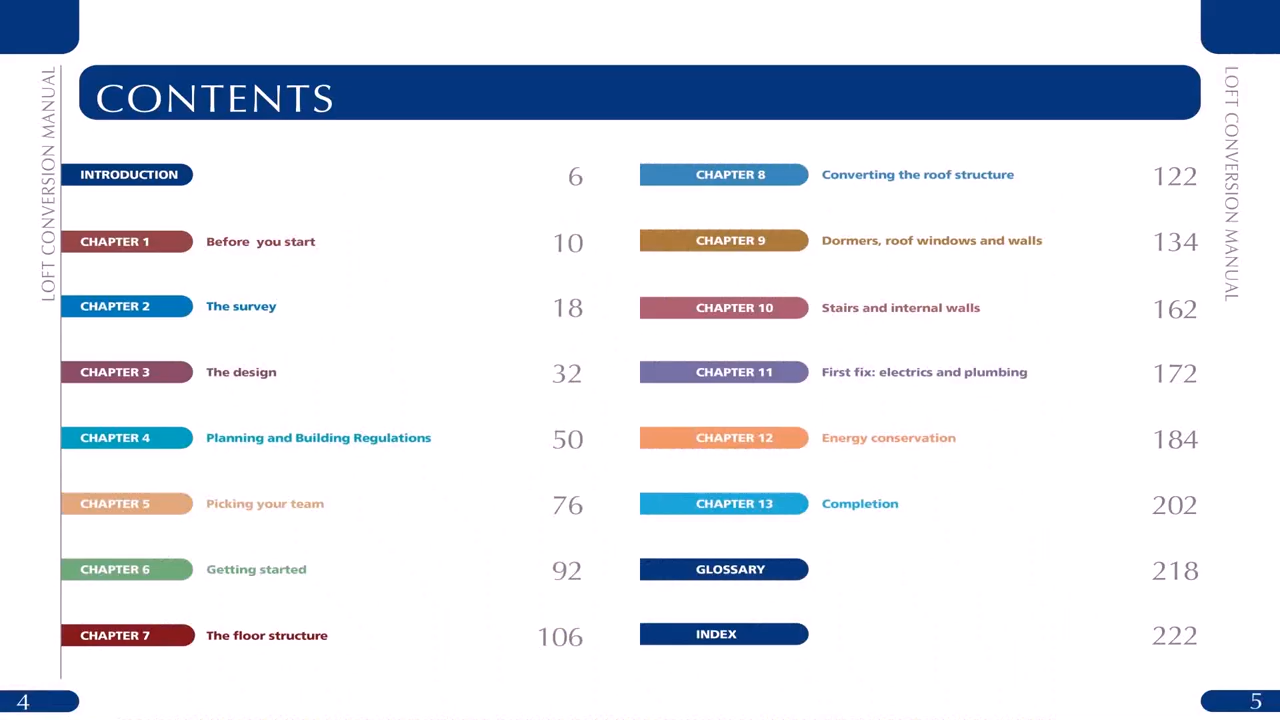 CONTENTS
LOFT CONVERSION MANUAL
INTRODUCTION 6
CHAPTER 1 Before you start 10
CHAPTER 2 The survey 18
CHAPTER 3 The design 32
CHAPTER 4 Planning and Building Regulations 50
CHAPTER 5 Picking your team 76
CHAPTER 6 Getting started 92
CHAPTER 7 The floor structure 106
4
CHAPTER 8 Converting the roof structure 122
CHAPTER 9 Dormers, roof windows and walls 134
CHAPTER 10 Stairs and internal walls 162
CHAPTER 11 First fix: electrics and plumbing 172
CHAPTER 12 Energy conservation 184
CHAPTER 13 Completion 202
GLOSSARY 218
INDEX 222
LOFT CONVERSION MANUAL
5